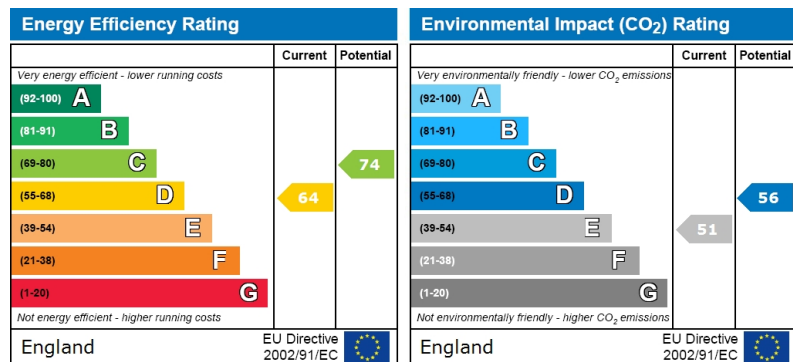 Energy Efficiency Rating
Current Potential
Very energy efficient - lower running costs
(92-100) A
(81-91) B
(69-80) C 74
(55-68) D 64
(39-54) E
(21-38) F
(1-20) G
Not energy efficient - higher running costs
England
EU Directive
2002/91/EC
Environmental Impact (CO₂) Rating
Current Potential
Very environmentally friendly - lower CO₂ emissions
(92-100) A
(81-91) B
(69-80) C
(55-68) D 56
(39-54) E 51
(21-38) F
(1-20) G
Not environmentally friendly - higher CO₂ emissions
England
EU Directive
2002/91/EC